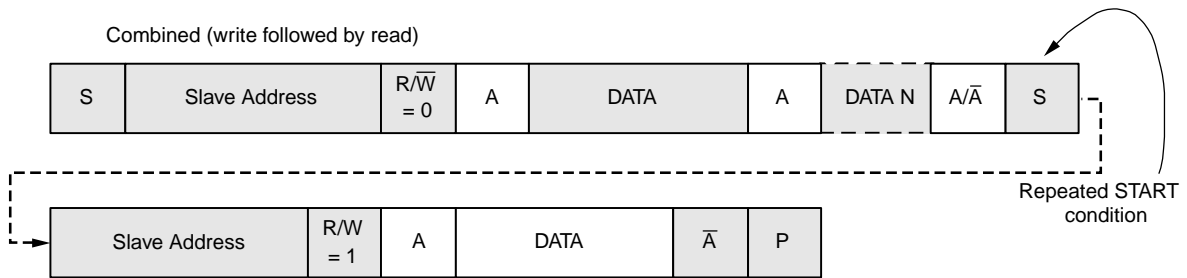 Combined (write followed by read)
S
Slave Address
R/W̅
= 0
A
DATA
A
DATA N
A/A̅
S
Repeated START
condition
Slave Address
R/W
= 1
A
DATA
A̅
P